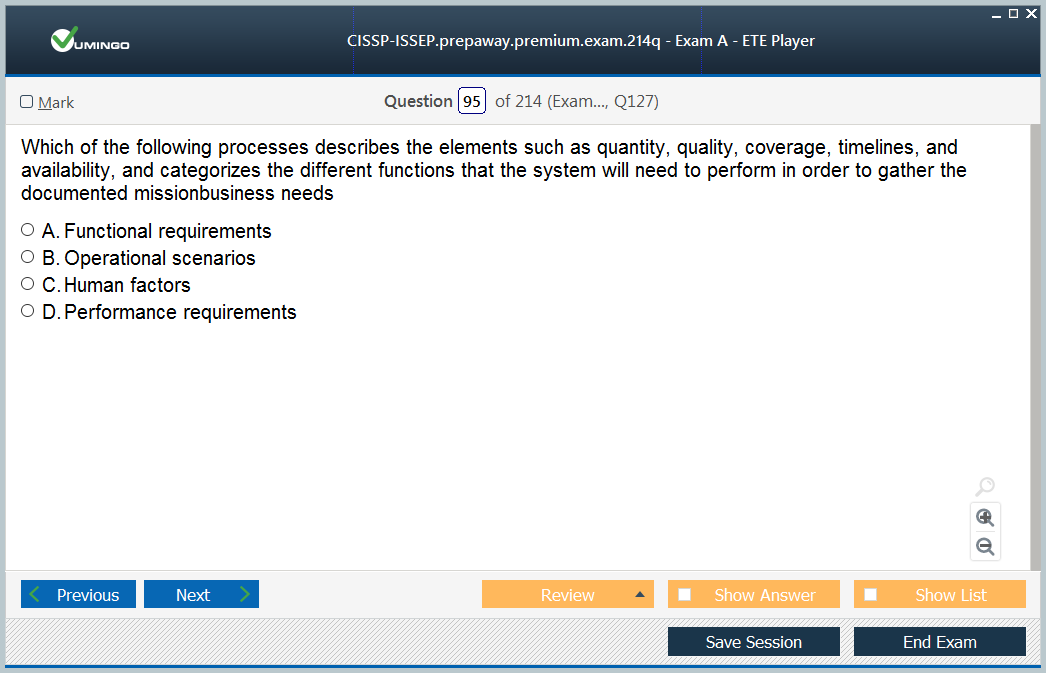 VUMINGO
CISSP-ISSEP.prepaway.premium.exam.214q - Exam A - ETE Player
Mark
Question 95 of 214 (Exam..., Q127)
Which of the following processes describes the elements such as quantity, quality, coverage, timelines, and
availability, and categorizes the different functions that the system will need to perform in order to gather the
documented missionbusiness needs
A. Functional requirements
B. Operational scenarios
C. Human factors
D. Performance requirements
Previous
Next
Review
Show Answer
Show List
Save Session
End Exam